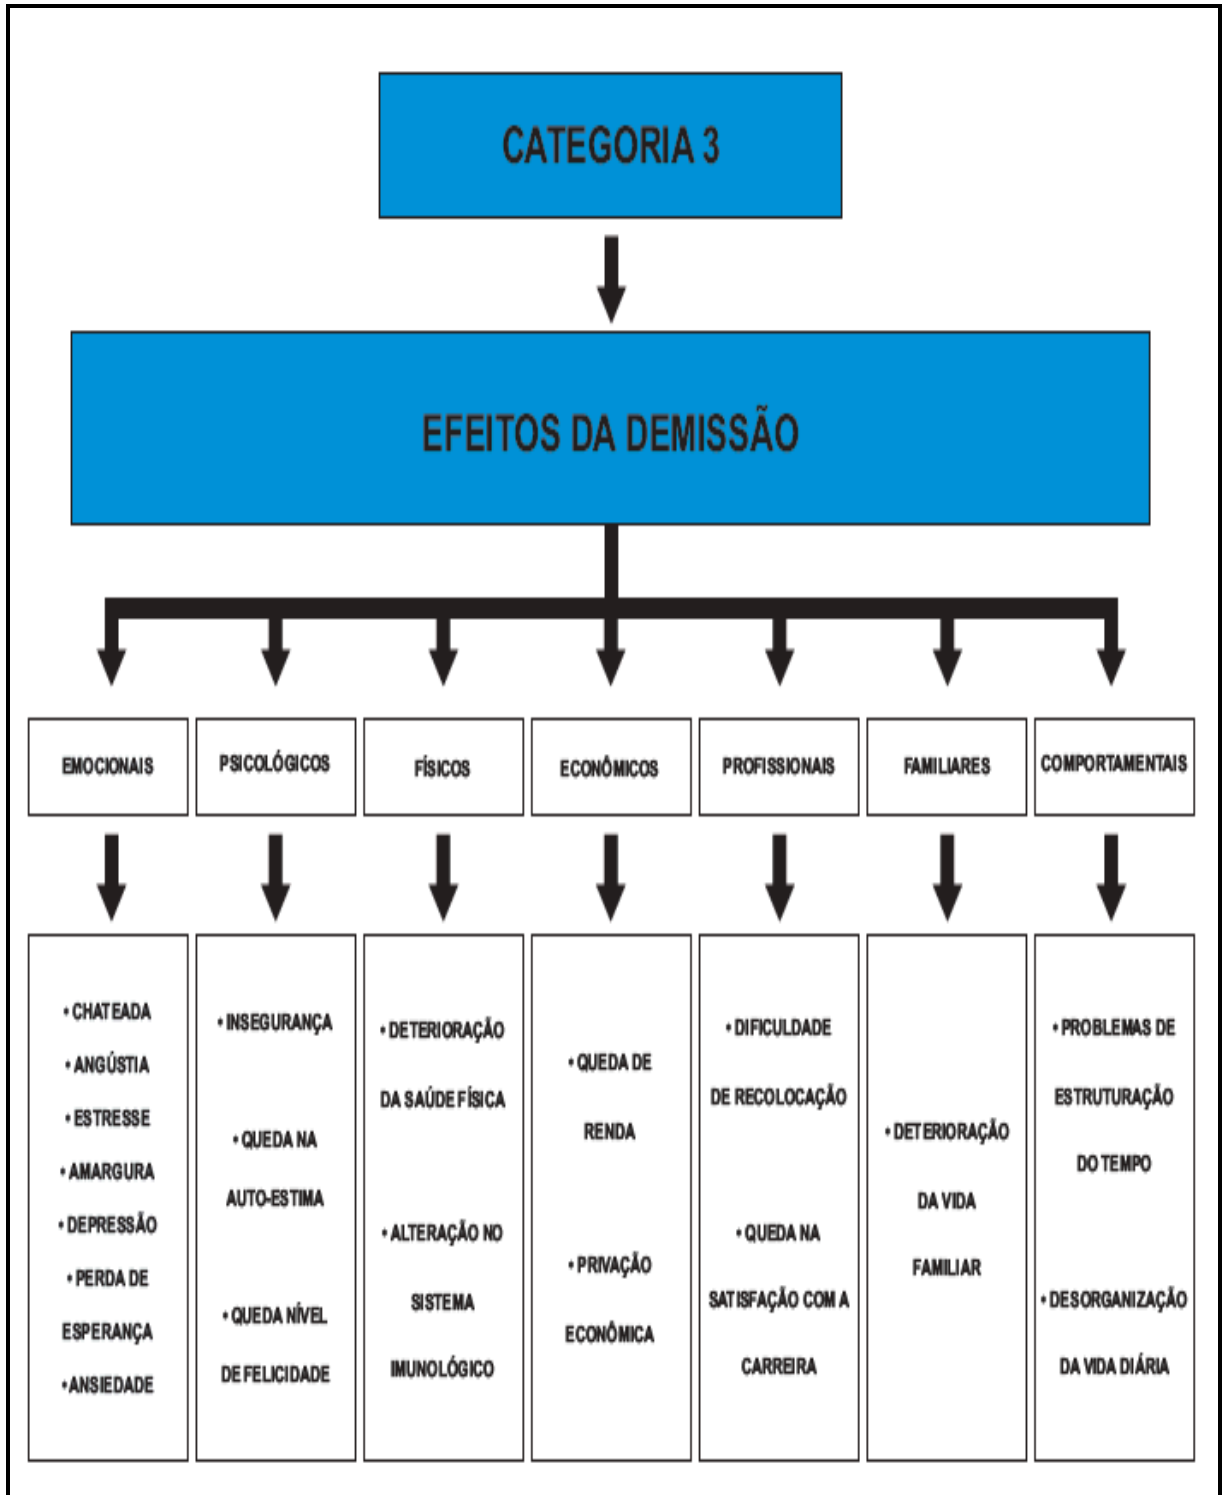 CATEGORIA 3
EFEITOS DA DEMISSÃO
EMOCIONAIS
PSICOLÓGICOS
FÍSICOS
ECONÔMICOS
PROFISSIONAIS
FAMILIARES
COMPORTAMENTAIS
• CHATEADA
• ANGÚSTIA
• ESTRESSE
• AMARGURA
• DEPRESSÃO
• PERDA DE
ESPERANÇA
• ANSIEDADE
• INSEGURANÇA
• QUEDA NA
AUTO-ESTIMA
• QUEDA NÍVEL
DE FELICIDADE
• DETERIORAÇÃO
DA SAÚDE FÍSICA
• ALTERAÇÃO NO
SISTEMA
IMUNOLÓGICO
• QUEDA DE
RENDA
• PRIVAÇÃO
ECONÔMICA
• DIFICULDADE
DE RECOLOCAÇÃO
• QUEDA NA
SATISFAÇÃO COM A
CARREIRA
• DETERIORAÇÃO
DA VIDA
FAMILIAR
• PROBLEMAS DE
ESTRUTURAÇÃO
DO TEMPO
• DESORGANIZAÇÃO
DA VIDA DIÁRIA